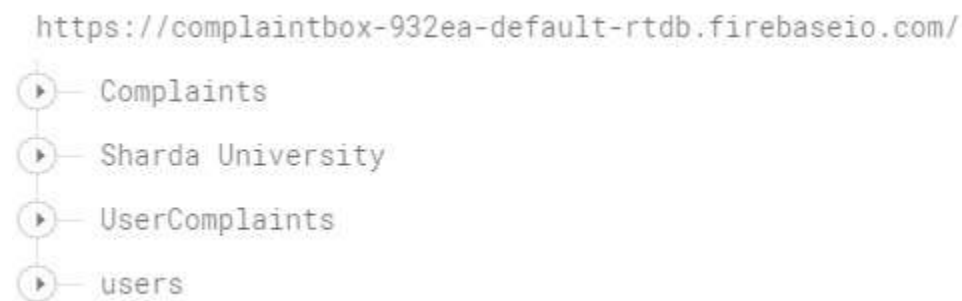 https://complaintbox-932ea-default-rtdb.firebaseio.com/
Complaints
Sharda University
UserComplaints
users